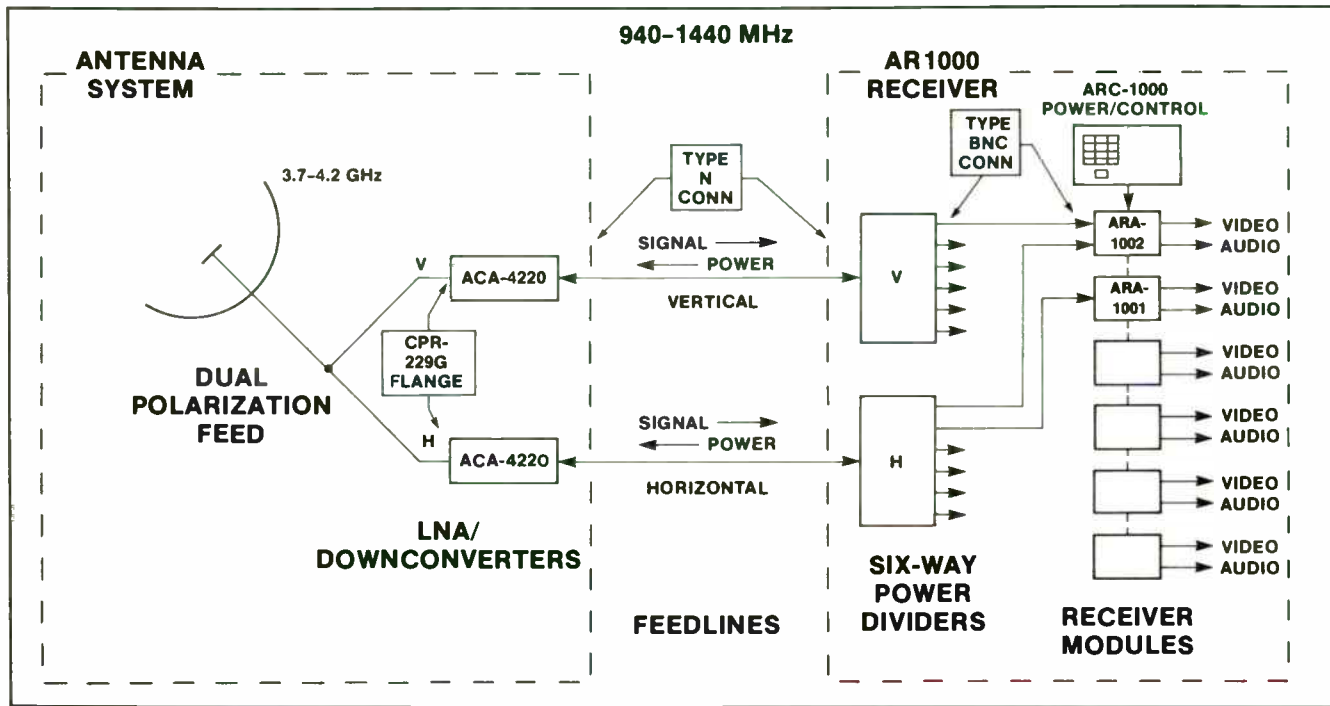 940–1440 MHz
ANTENNA
SYSTEM
3.7–4.2 GHz
V
ACA-4220
CPR-
229G
FLANGE
DUAL
POLARIZATION
FEED
H
ACA-4220
LNA/
DOWNCONVERTERS
TYPE
N
CONN
SIGNAL
POWER
VERTICAL
SIGNAL
POWER
HORIZONTAL
FEEDLINES
AR1000
RECEIVER
TYPE
BNC
CONN
ARC-1000
POWER/CONTROL
V
H
SIX-WAY
POWER
DIVIDERS
ARA-
1002
VIDEO
AUDIO
ARA-
1001
VIDEO
AUDIO
VIDEO
AUDIO
VIDEO
AUDIO
VIDEO
AUDIO
VIDEO
AUDIO
RECEIVER
MODULES